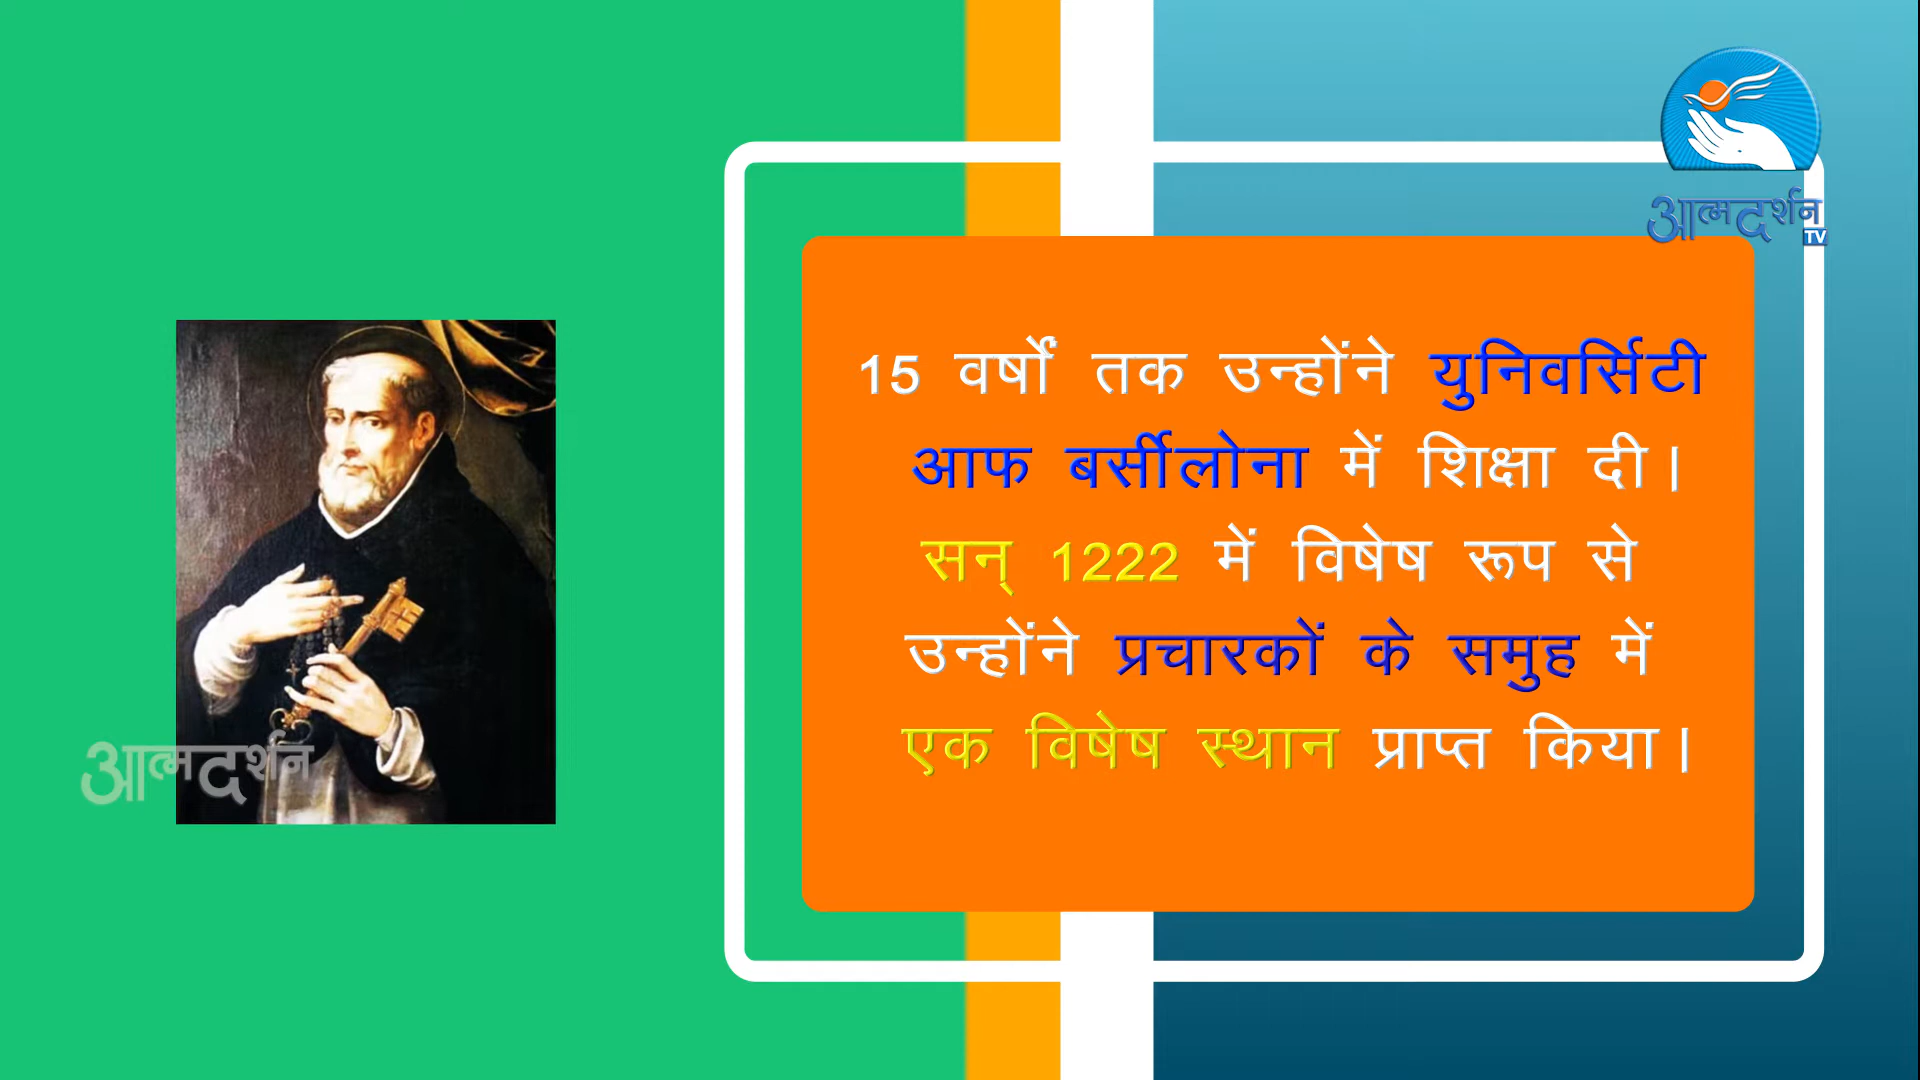 आत्मदर्शन
TV
15 वर्षों तक उन्होंने युनिवर्सिटी
आफ बर्सीलोना में शिक्षा दी।
सन् 1222 में विषेष रूप से
उन्होंने प्रचारकों के समुह में
एक विषेष स्थान प्राप्त किया।
आत्मदर्शन